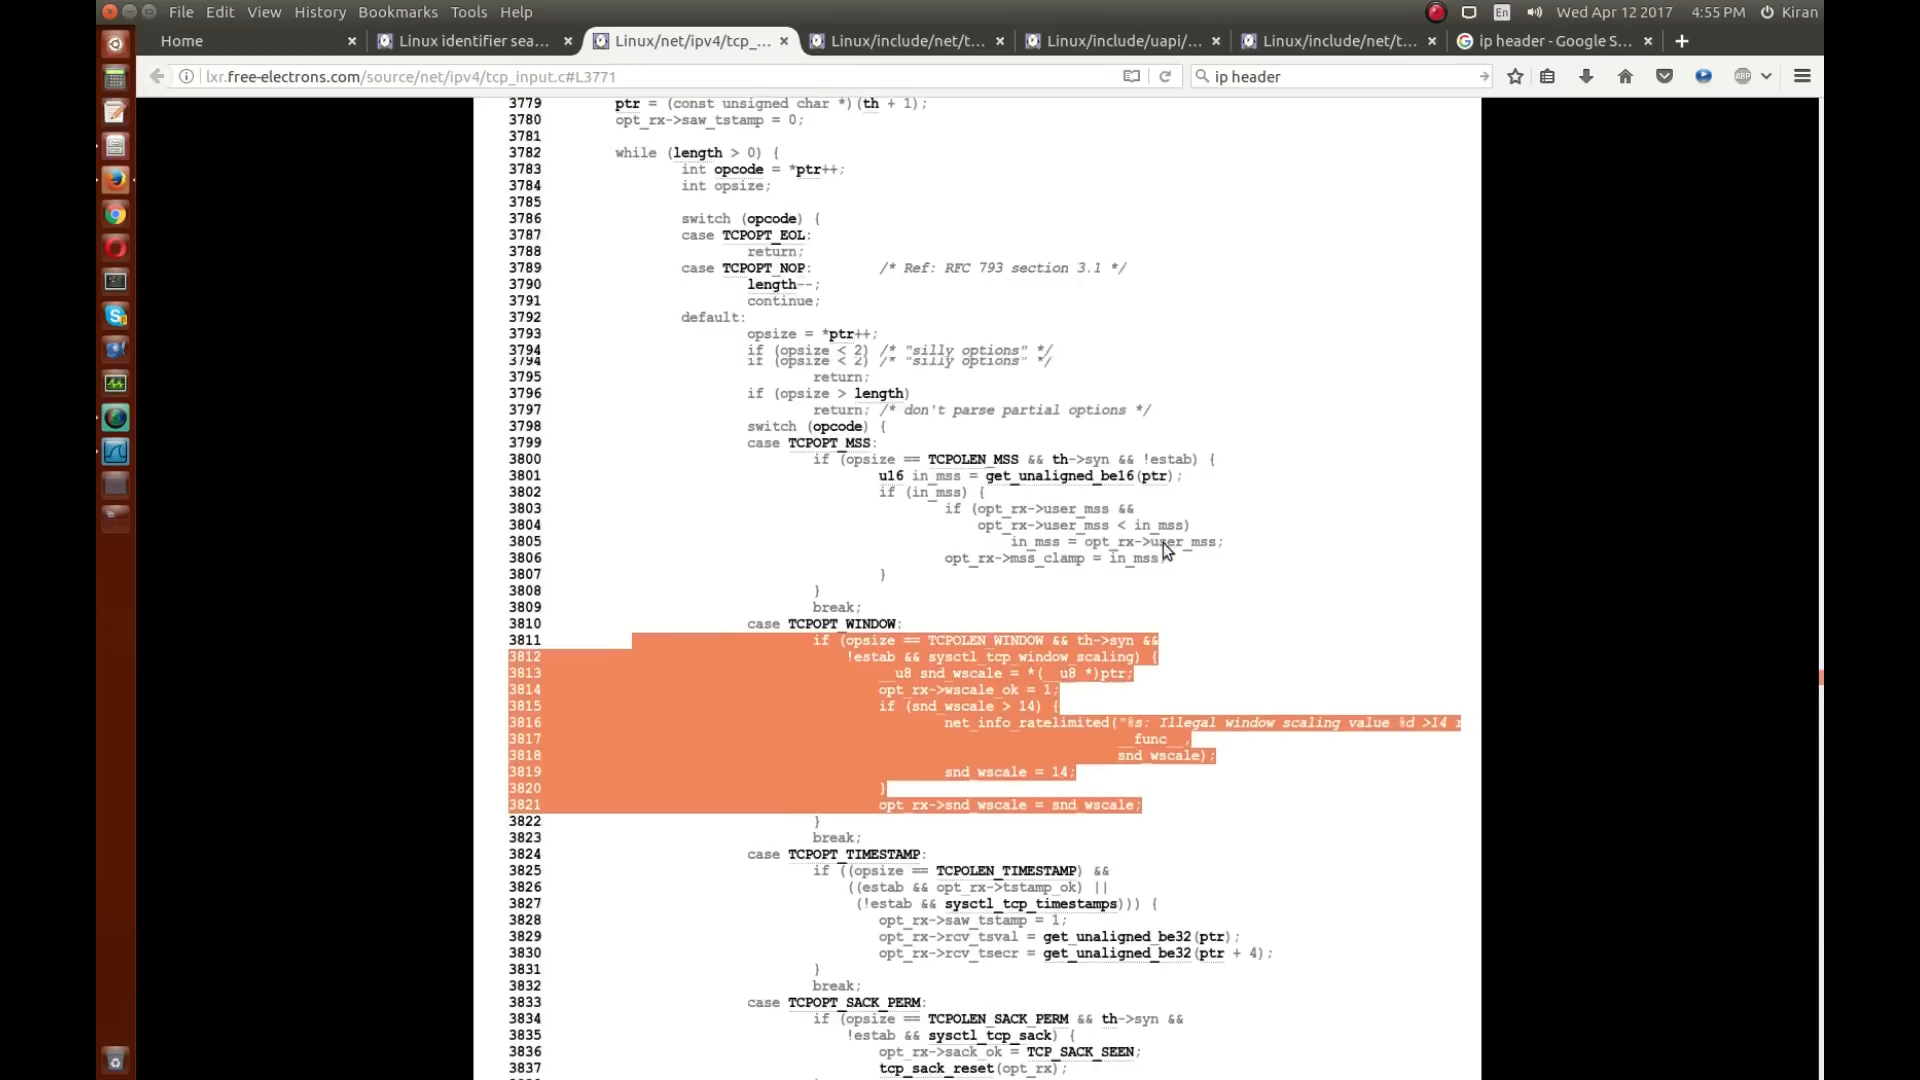 File Edit View History Bookmarks Tools Help En Wed Apr 12 2017 4:55 PM Kiran
Home × Linux identifier sea... × Linux/net/ipv4/tcp_... × Linux/include/net/t... × Linux/include/uapi/... × Linux/include/net/t... × ip header - Google S... × +
lxr.free-electrons.com/source/net/ipv4/tcp_input.c#L3771 ip header ABP
3779 ptr = (const unsigned char *)(th + 1);
3780 opt_rx->saw_tstamp = 0;
3781
3782 while (length > 0) {
3783 int opcode = *ptr++;
3784 int opsize;
3785
3786 switch (opcode) {
3787 case TCPOPT_EOL:
3788 return;
3789 case TCPOPT_NOP: /* Ref: RFC 793 section 3.1 */
3790 length--;
3791 continue;
3792 default:
3793 opsize = *ptr++;
3794 if (opsize < 2) /* "silly options" */
3794 if (opsize < 2) /* "silly options" */
3795 return;
3796 if (opsize > length)
3797 return; /* don't parse partial options */
3798 switch (opcode) {
3799 case TCPOPT_MSS:
3800 if (opsize == TCPOLEN_MSS && th->syn && !estab) {
3801 u16 in_mss = get_unaligned_be16(ptr);
3802 if (in_mss) {
3803 if (opt_rx->user_mss &&
3804 opt_rx->user_mss < in_mss)
3805 in_mss = opt_rx->user_mss;
3806 opt_rx->mss_clamp = in_mss;
3807 }
3808 }
3809 break;
3810 case TCPOPT_WINDOW:
3811 if (opsize == TCPOLEN_WINDOW && th->syn &&
3812 !estab && sysctl_tcp_window_scaling) {
3813 __u8 snd_wscale = *(__u8 *)ptr;
3814 opt_rx->wscale_ok = 1;
3815 if (snd_wscale > 14) {
3816 net_info_ratelimited("%s: Illegal window scaling value %d >14
3817 __func__,
3818 snd_wscale);
3819 snd_wscale = 14;
3820 }
3821 opt_rx->snd_wscale = snd_wscale;
3822 }
3823 break;
3824 case TCPOPT_TIMESTAMP:
3825 if ((opsize == TCPOLEN_TIMESTAMP) &&
3826 ((estab && opt_rx->tstamp_ok) ||
3827 (!estab && sysctl_tcp_timestamps))) {
3828 opt_rx->saw_tstamp = 1;
3829 opt_rx->rcv_tsval = get_unaligned_be32(ptr);
3830 opt_rx->rcv_tsecr = get_unaligned_be32(ptr + 4);
3831 }
3832 break;
3833 case TCPOPT_SACK_PERM:
3834 if (opsize == TCPOLEN_SACK_PERM && th->syn &&
3835 !estab && sysctl_tcp_sack) {
3836 opt_rx->sack_ok = TCP_SACK_SEEN;
3837 tcp_sack_reset(opt_rx);